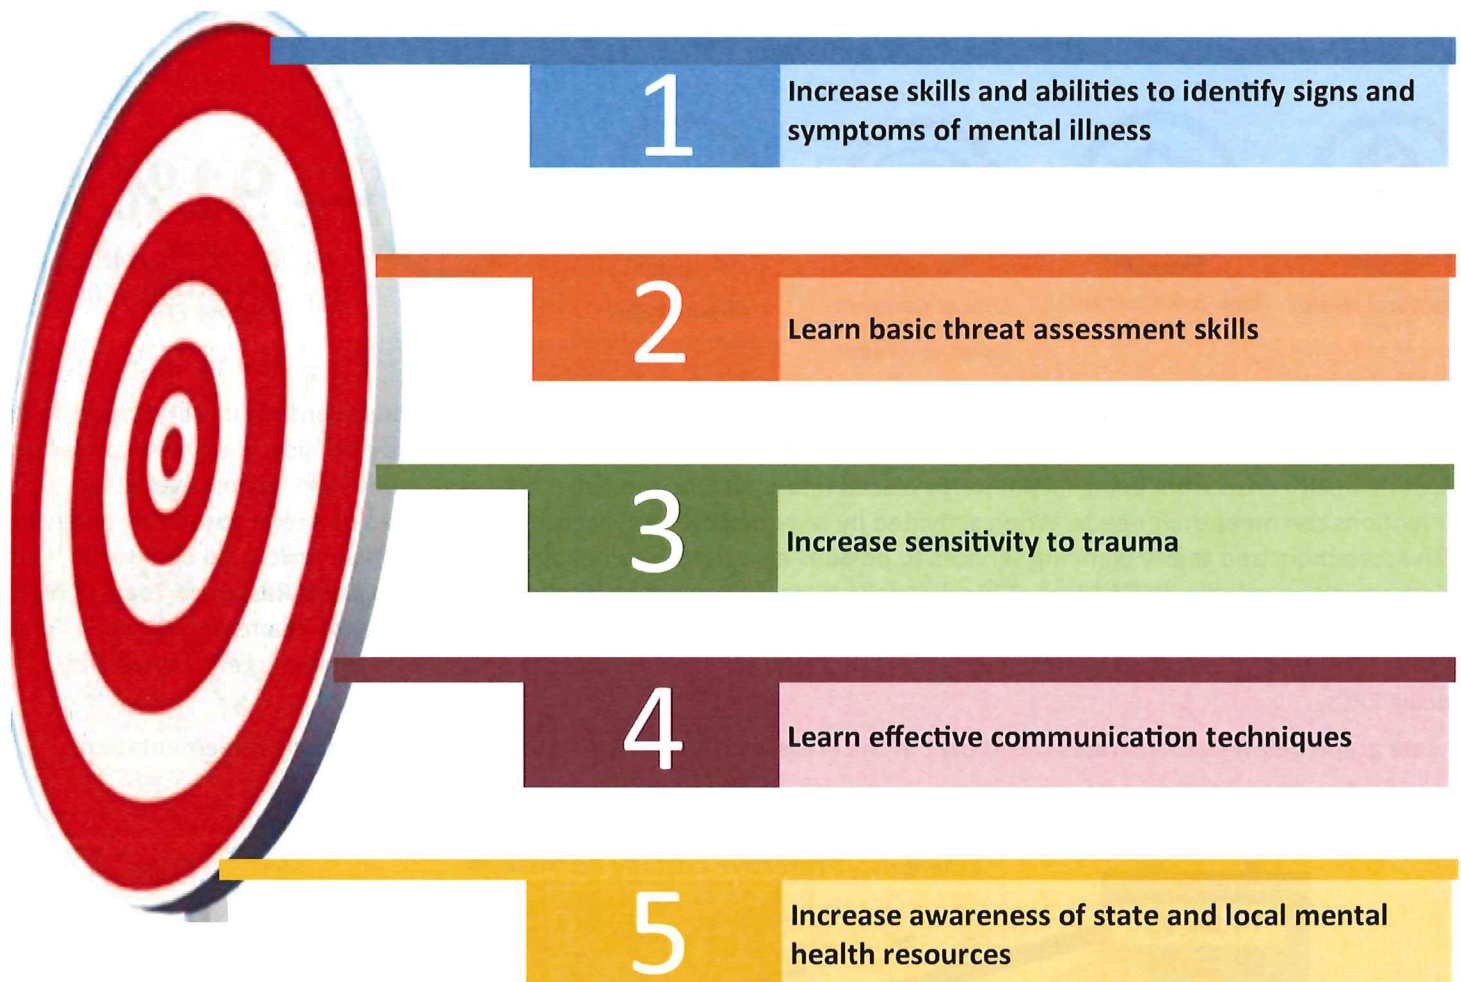 1
Increase skills and abilities to identify signs and
symptoms of mental illness
2
Learn basic threat assessment skills
3
Increase sensitivity to trauma
4
Learn effective communication techniques
5
Increase awareness of state and local mental
health resources